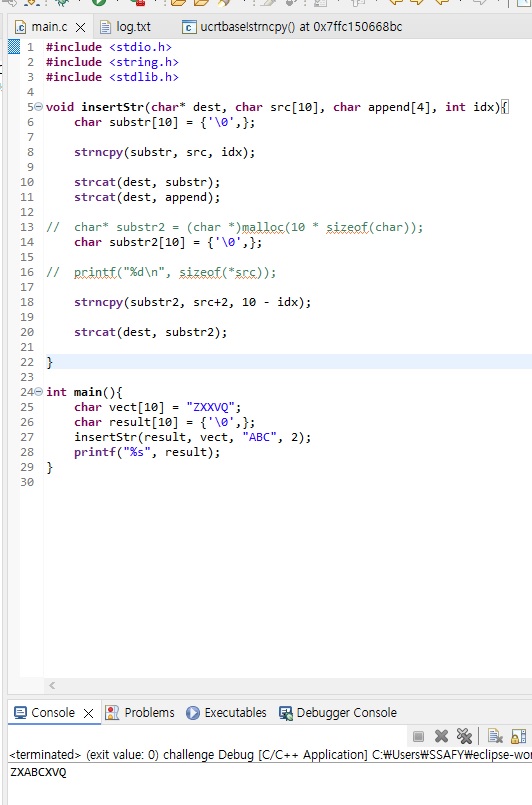 main.c log.txt ucrtbase!strncpy() at 0x7ffc150668bc
1 #include <stdio.h>
2 #include <string.h>
3 #include <stdlib.h>
4
5 void insertStr(char* dest, char src[10], char append[4], int idx){
6 char substr[10] = {'\0',};
7
8 strncpy(substr, src, idx);
9
10 strcat(dest, substr);
11 strcat(dest, append);
12
13 // char* substr2 = (char *)malloc(10 * sizeof(char));
14 char substr2[10] = {'\0',};
15
16 // printf("%d\n", sizeof(*src));
17
18 strncpy(substr2, src+2, 10 - idx);
19
20 strcat(dest, substr2);
21
22 }
23
24 int main(){
25 char vect[10] = "ZXXVQ";
26 char result[10] = {'\0',};
27 insertStr(result, vect, "ABC", 2);
28 printf("%s", result);
29 }
30
Console Problems Executables Debugger Console
<terminated> (exit value: 0) challenge Debug [C/C++ Application] C:₩Users₩SSAFY₩eclipse-wor
ZXABCXVQ